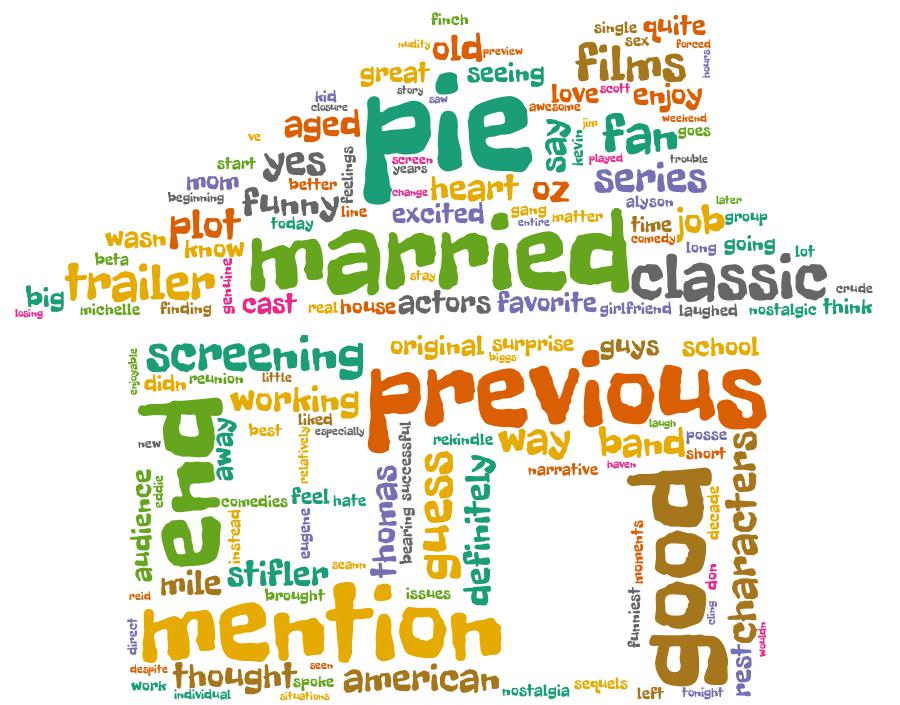 finch
single quite
nudity old preview sex forced
films hours
great seeing
story
kid saw love scott enjoy
closure pie awesome
aged say jim fan weekend
ve kevin goes
start yes feelings screen played trouble
years
mom better heart oz series
beginning funny change alyson later
line excited gang matter time job group
plot today entire comedy
wasn know married long going lot
beta stay
trailer genuine classic crude
big michelle finding cast real house actors favorite girlfriend laughed nostalgic think
losing
original surprise guys school
enjoyable screening biggs
didn reunion little previous
working
end liked laugh
new away best relatively especially successful rekindle way band posse
short
narrative haven
audience eddie comedies feel hate thomas bearing guess definitely good decade characters
instead eugene moments
seann
mile stifler funniest don
reid brought issues cling
direct mention wouldn
despite thought seen rest
work individual spoke american nostalgia sequels left tonight
situations